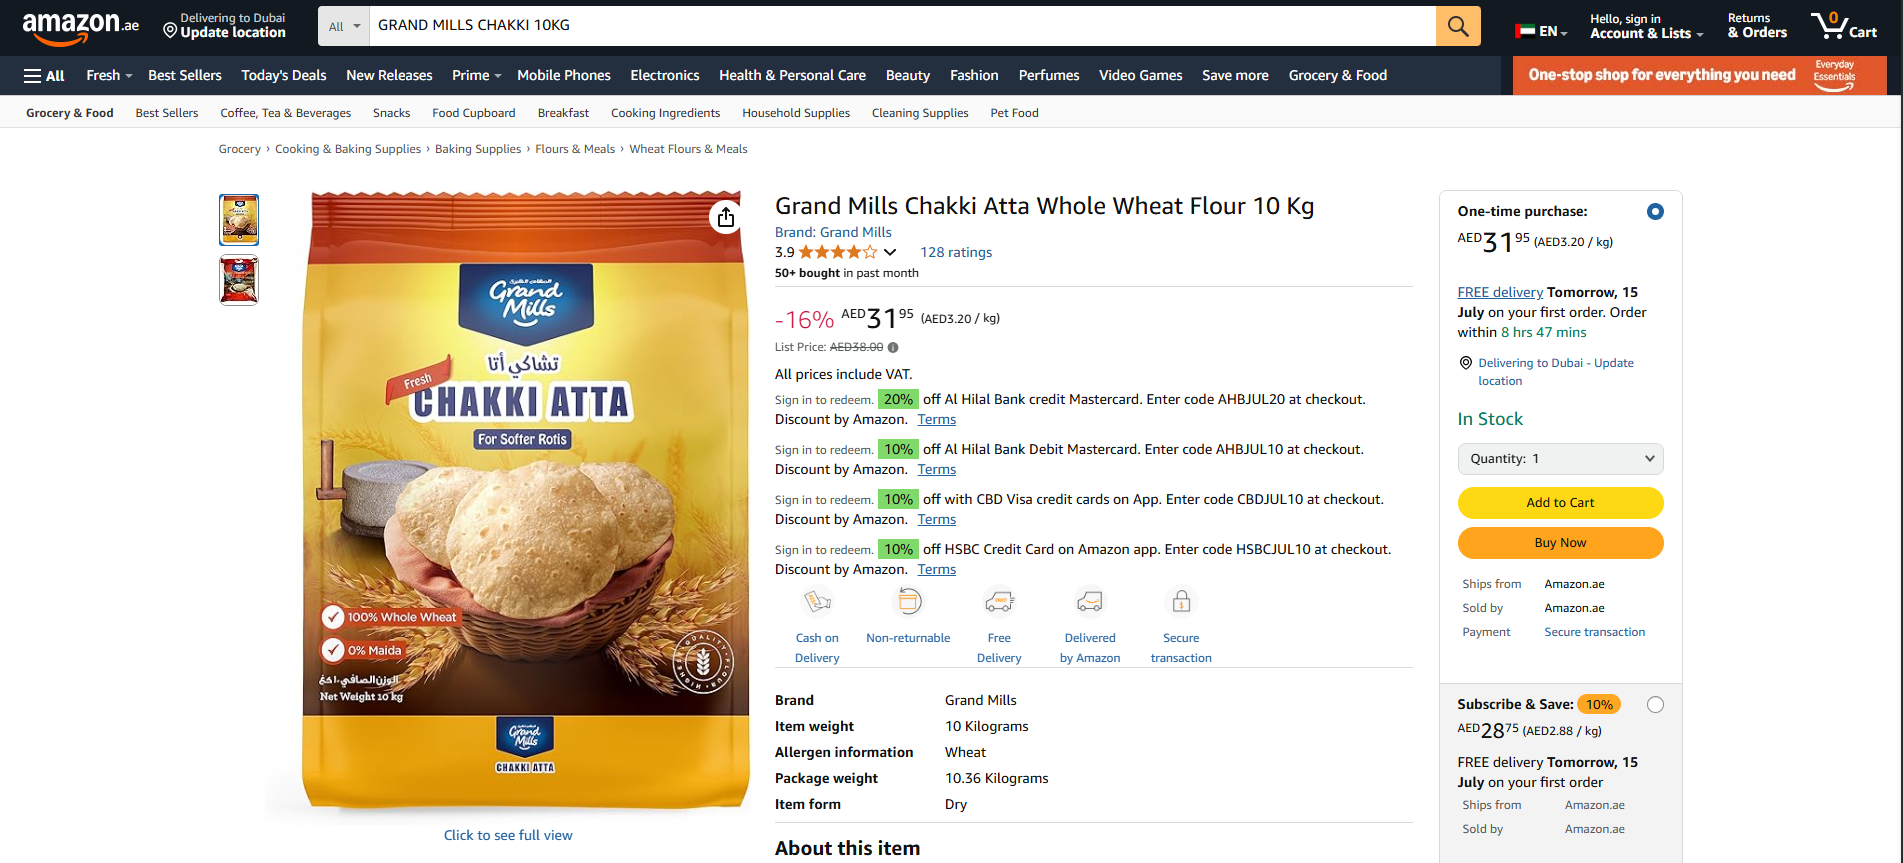 amazon.ae
Delivering to Dubai
Update location
All
GRAND MILLS CHAKKI 10KG
EN
Hello, sign in
Account & Lists
Returns
& Orders
0
Cart
All
Fresh
Best Sellers
Today's Deals
New Releases
Prime
Mobile Phones
Electronics
Health & Personal Care
Beauty
Fashion
Perfumes
Video Games
Save more
Grocery & Food
One-stop shop for everything you need
Everyday
Essentials
Grocery & Food
Best Sellers
Coffee, Tea & Beverages
Snacks
Food Cupboard
Breakfast
Cooking Ingredients
Household Supplies
Cleaning Supplies
Pet Food
Grocery › Cooking & Baking Supplies › Baking Supplies › Flours & Meals › Wheat Flours & Meals
Grand
Mills
تشاكي أتا
Fresh
CHAKKI ATTA
For Softer Rotis
100% Whole Wheat
0% Maida
Net Weight 10 kg
QUALITY FLOUR HIGHEST
Grand
Mills
CHAKKI ATTA
Click to see full view
Grand Mills Chakki Atta Whole Wheat Flour 10 Kg
Brand: Grand Mills
3.9
128 ratings
50+ bought in past month
-16% AED31.95 (AED3.20 / kg)
List Price: AED38.00
All prices include VAT.
Sign in to redeem. 20% off Al Hilal Bank credit Mastercard. Enter code AHBJUL20 at checkout.
Discount by Amazon. Terms
Sign in to redeem. 10% off Al Hilal Bank Debit Mastercard. Enter code AHBJUL10 at checkout.
Discount by Amazon. Terms
Sign in to redeem. 10% off with CBD Visa credit cards on App. Enter code CBDJUL10 at checkout.
Discount by Amazon. Terms
Sign in to redeem. 10% off HSBC Credit Card on Amazon app. Enter code HSBCJUL10 at checkout.
Discount by Amazon. Terms
Cash on
Delivery
Non-returnable
Free
Delivery
Delivered
by Amazon
Secure
transaction
Brand Grand Mills
Item weight 10 Kilograms
Allergen information Wheat
Package weight 10.36 Kilograms
Item form Dry
About this item
One-time purchase:
AED31 95 (AED3.20 / kg)
FREE delivery Tomorrow, 15
July on your first order. Order
within 8 hrs 47 mins
Delivering to Dubai - Update
location
In Stock
Quantity: 1
Add to Cart
Buy Now
Ships from Amazon.ae
Sold by Amazon.ae
Payment Secure transaction
Subscribe & Save: 10%
AED28 75 (AED2.88 / kg)
FREE delivery Tomorrow, 15
July on your first order
Ships from Amazon.ae
Sold by Amazon.ae